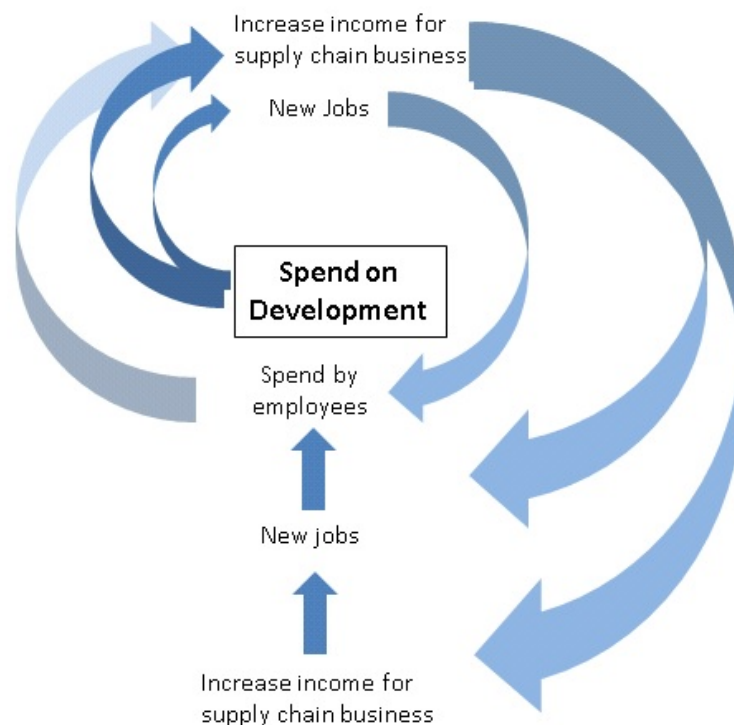 Increase income for
supply chain business
New Jobs
Spend on
Development
Spend by
employees
New jobs
Increase income for
supply chain business